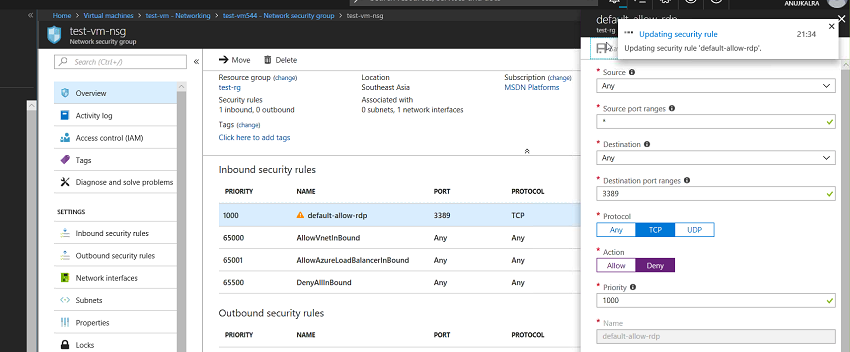 ANUJKALRA
Home > Virtual machines > test-vm - Networking > test-vm544 - Network security group > test-vm-nsg
test-vm-nsg
Network security group
Search (Ctrl+/)
Overview
Activity log
Access control (IAM)
Tags
Diagnose and solve problems
SETTINGS
Inbound security rules
Outbound security rules
Network interfaces
Subnets
Properties
Locks
Move Delete
Resource group (change) Location Subscription (change)
test-rg Southeast Asia MSDN Platforms
Security rules Associated with
1 inbound, 0 outbound 0 subnets, 1 network interfaces
Tags (change)
Click here to add tags
Inbound security rules
PRIORITY NAME PORT PROTOCOL
1000 default-allow-rdp 3389 TCP
65000 AllowVnetInBound Any Any
65001 AllowAzureLoadBalancerInBound Any Any
65500 DenyAllInBound Any Any
Outbound security rules
PRIORITY NAME PORT PROTOCOL
default-allow-rdp
test-rg
Updating security rule 21:34
Updating security rule 'default-allow-rdp'.
* Source
Any
* Source port ranges
*
* Destination
Any
* Destination port ranges
3389
* Protocol
Any TCP UDP
* Action
Allow Deny
* Priority
1000
* Name
default-allow-rdp